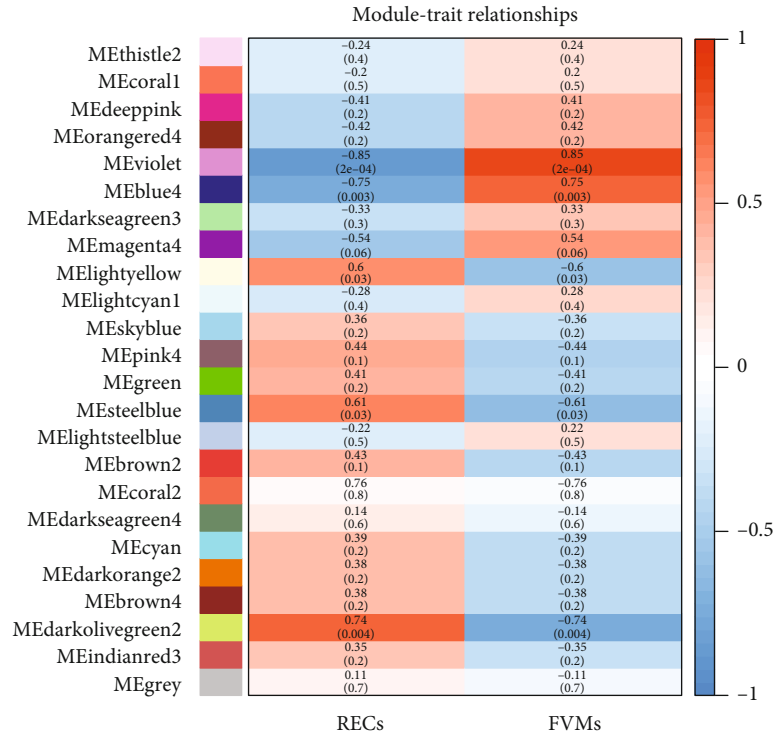 Module-trait relationships
MEthistle2 −0.24 0.24
(0.4) (0.4)
MEcoral1 −0.2 0.2
(0.5) (0.5)
MEdeeppink −0.41 0.41
(0.2) (0.2)
MEorangered4 −0.42 0.42
(0.2) (0.2)
MEviolet −0.85 0.85
(2e−04) (2e−04)
MEblue4 −0.75 0.75
(0.003) (0.003)
MEdarkseagreen3 −0.33 0.33
(0.3) (0.3)
MEmagenta4 −0.54 0.54
(0.06) (0.06)
MElightyellow 0.6 −0.6
(0.03) (0.03)
MElightcyan1 −0.28 0.28
(0.4) (0.4)
MEskyblue 0.36 −0.36
(0.2) (0.2)
MEpink4 0.44 −0.44
(0.1) (0.1)
MEgreen 0.41 −0.41
(0.2) (0.2)
MEsteelblue 0.61 −0.61
(0.03) (0.03)
MElightsteelblue −0.22 0.22
(0.5) (0.5)
MEbrown2 0.43 −0.43
(0.1) (0.1)
MEcoral2 0.76 −0.76
(0.8) (0.8)
MEdarkseagreen4 0.14 −0.14
(0.6) (0.6)
MEcyan 0.39 −0.39
(0.2) (0.2)
MEdarkorange2 0.38 −0.38
(0.2) (0.2)
MEbrown4 0.38 −0.38
(0.2) (0.2)
MEdarkolivegreen2 0.74 −0.74
(0.004) (0.004)
MEindianred3 0.35 −0.35
(0.2) (0.2)
MEgrey 0.11 −0.11
(0.7) (0.7)
RECs FVMs
1
0.5
0
−0.5
−1